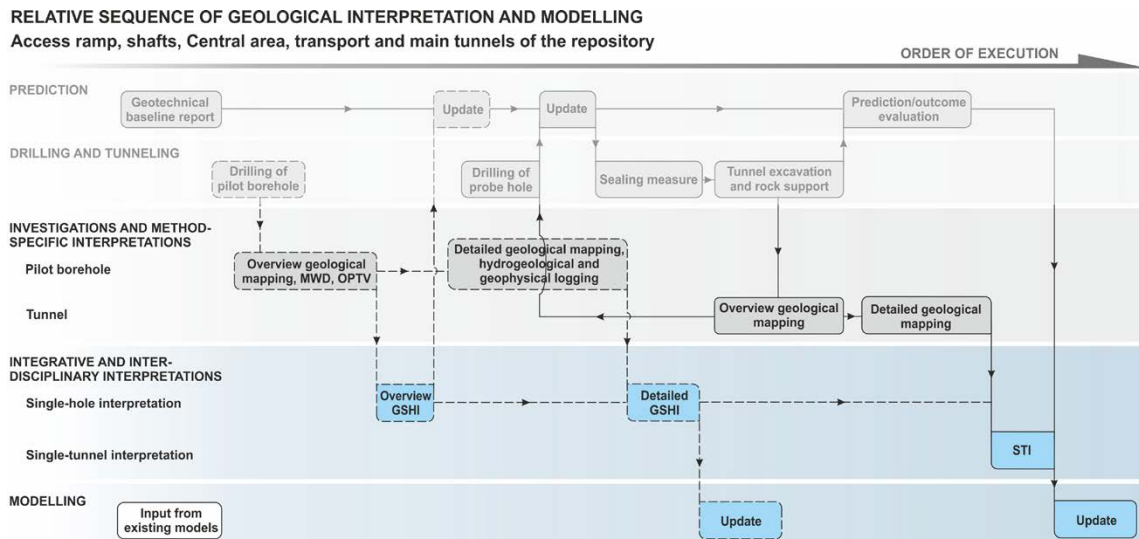 RELATIVE SEQUENCE OF GEOLOGICAL INTERPRETATION AND MODELLING
Access ramp, shafts, Central area, transport and main tunnels of the repository
ORDER OF EXECUTION
PREDICTION
Geotechnical
baseline report
Update
Update
Prediction/outcome
evaluation
DRILLING AND TUNNELING
Drilling of
pilot borehole
Drilling of
probe hole
Sealing measure
Tunnel excavation
and rock support
INVESTIGATIONS AND METHOD-
SPECIFIC INTERPRETATIONS
Pilot borehole
Overview geological
mapping, MWD, OPTV
Detailed geological mapping,
hydrogeological and
geophysical logging
Tunnel
Overview geological
mapping
Detailed geological
mapping
INTEGRATIVE AND INTER-
DISCIPLINARY INTERPRETATIONS
Single-hole interpretation
Overview
GSHI
Detailed
GSHI
Single-tunnel interpretation
STI
MODELLING
Input from
existing models
Update
Update